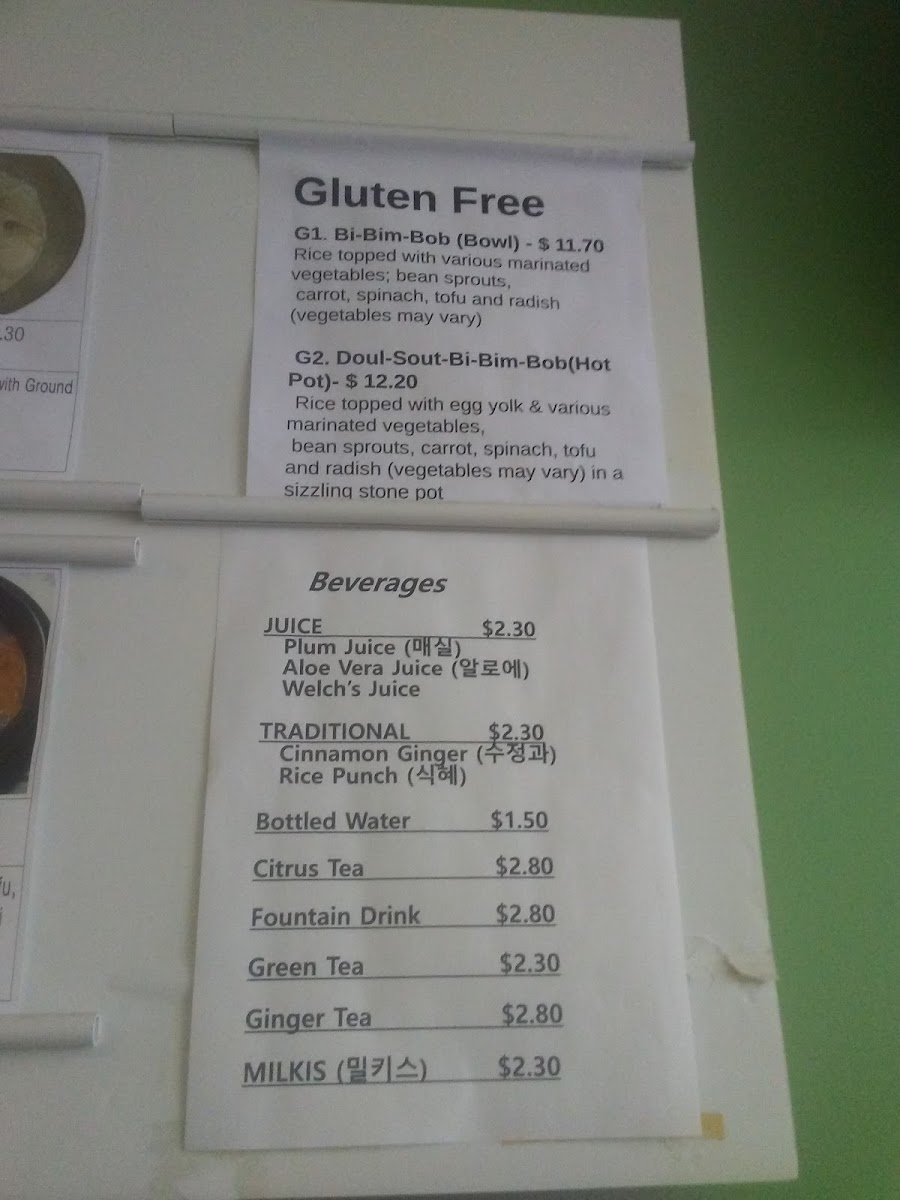 Gluten Free
G1. Bi-Bim-Bob (Bowl) - $ 11.70
Rice topped with various marinated
vegetables; bean sprouts,
carrot, spinach, tofu and radish
(vegetables may vary)
G2. Doul-Sout-Bi-Bim-Bob(Hot
Pot)- $ 12.20
Rice topped with egg yolk & various
marinated vegetables,
bean sprouts, carrot, spinach, tofu
and radish (vegetables may vary) in a
sizzling stone pot
.30
with Ground
Beverages
JUICE $2.30
Plum Juice (매실)
Aloe Vera Juice (알로에)
Welch's Juice
TRADITIONAL $2.30
Cinnamon Ginger (수정과)
Rice Punch (식혜)
Bottled Water $1.50
Citrus Tea $2.80
Fountain Drink $2.80
Green Tea $2.30
Ginger Tea $2.80
MILKIS (밀키스) $2.30